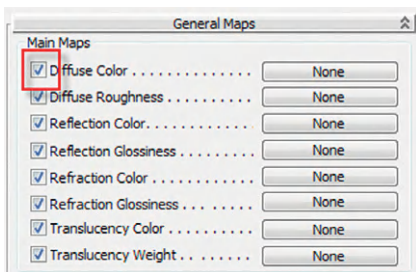 General Maps
Main Maps
Diffuse Color . . . . . . . . . . . . . . None
Diffuse Roughness . . . . . . . . . . None
Reflection Color. . . . . . . . . . . . . None
Reflection Glossiness . . . . . . . . . None
Refraction Color . . . . . . . . . . . . None
Refraction Glossiness . . . . . . . . . None
Translucency Color . . . . . . . . . . None
Translucency Weight . . . . . . . . . None